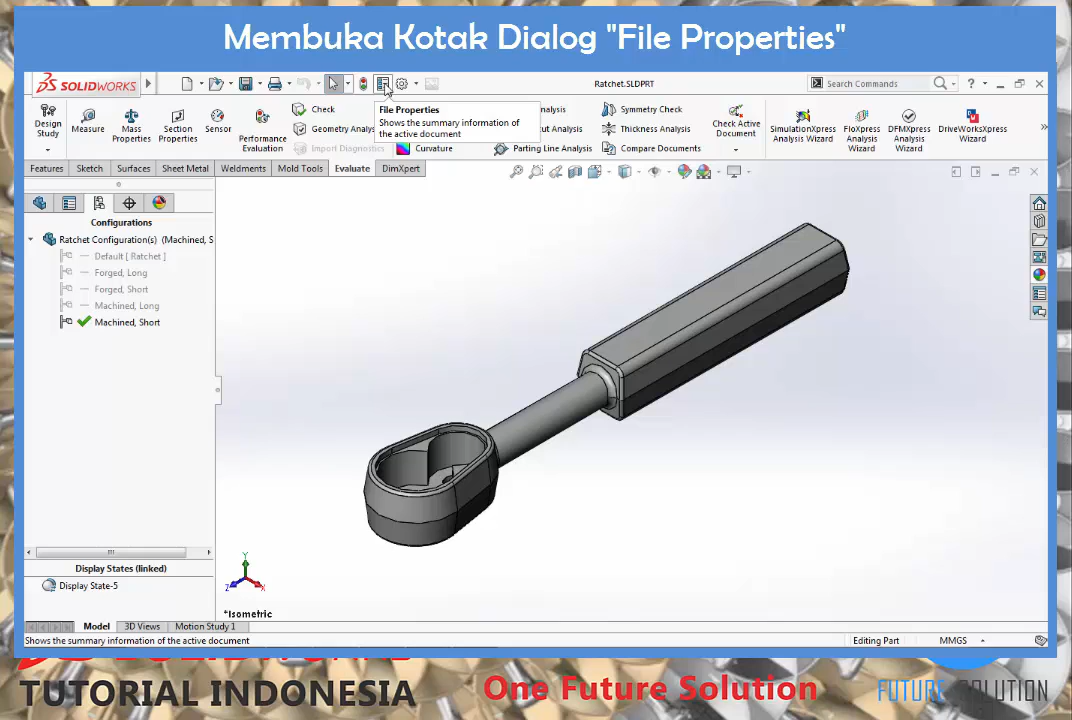 Membuka Kotak Dialog "File Properties"
SOLIDWORKS
Ratchet.SLDPRT
Search Commands
Design Study
Measure
Mass Properties
Section Properties
Sensor
Performance Evaluation
Check
Geometry Analys
Import Diagnostics
File Properties
Shows the summary information of the active document
Curvature
nalysis
ut Analysis
Parting Line Analysis
Symmetry Check
Thickness Analysis
Compare Documents
Check Active Document
SimulationXpress Analysis Wizard
FloXpress Analysis Wizard
DFMXpress Analysis Wizard
DriveWorksXpress Wizard
Features
Sketch
Surfaces
Sheet Metal
Weldments
Mold Tools
Evaluate
DimXpert
Configurations
Ratchet Configuration(s) (Machined, S
Default [ Ratchet ]
Forged, Long
Forged, Short
Machined, Long
Machined, Short
Display States (linked)
Display State-5
Y
Z
X
*Isometric
Model
3D Views
Motion Study 1
Shows the summary information of the active document
Editing Part
MMGS
TUTORIAL INDONESIA
One Future Solution
FUTURE SOLUTION